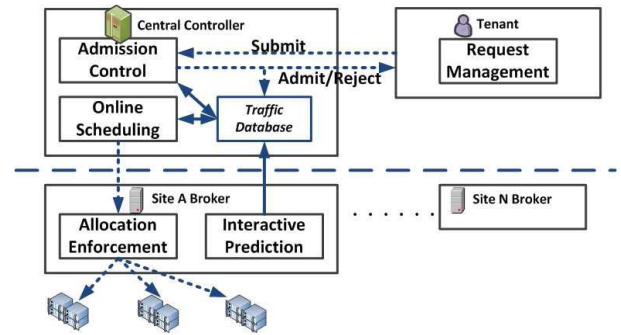 Central Controller
Tenant
Admission
Control
Submit
Request
Management
Admit/Reject
Online
Scheduling
Traffic
Database
Site A Broker
Site N Broker
Allocation
Enforcement
Interactive
Prediction
. . . . . .